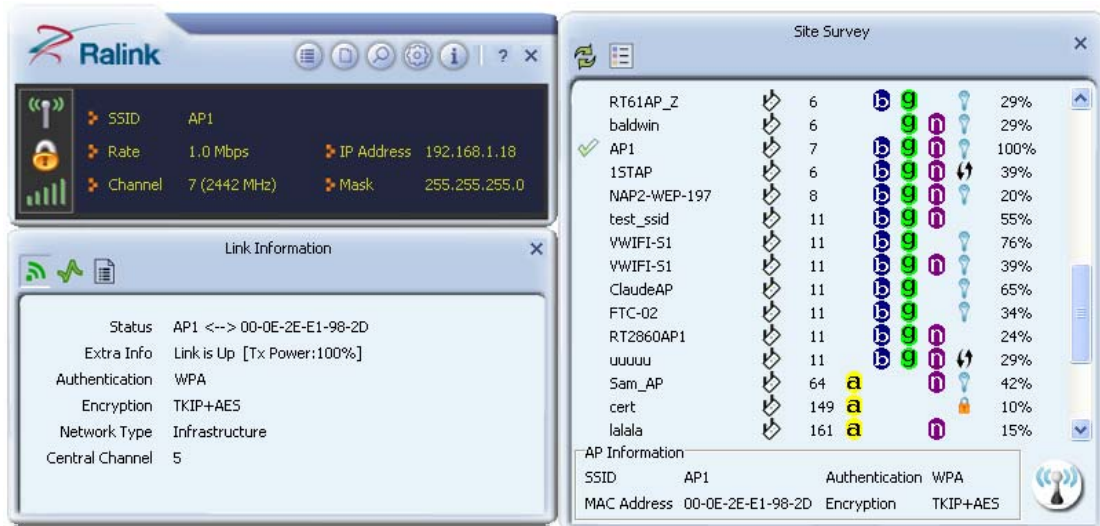 Ralink
? ×
SSID AP1
Rate 1.0 Mbps IP Address 192.168.1.18
Channel 7 (2442 MHz) Mask 255.255.255.0
Link Information
Status AP1 <--> 00-0E-2E-E1-98-2D
Extra Info Link is Up [Tx Power:100%]
Authentication WPA
Encryption TKIP+AES
Network Type Infrastructure
Central Channel 5
Site Survey
RT61AP_Z 6 b g 29%
baldwin 6 g n 29%
AP1 7 b g n 100%
1STAP 6 b g n 39%
NAP2-WEP-197 8 b g n 20%
test_ssid 11 b g n 55%
VWIFI-S1 11 b g 76%
VWIFI-S1 11 b g n 39%
ClaudeAP 11 b g 65%
FTC-02 11 b g 34%
RT2860AP1 11 b g n 24%
uuuuu 11 b g n 29%
Sam_AP 64 a n 42%
cert 149 a 10%
lalala 161 a n 15%
AP Information
SSID AP1 Authentication WPA
MAC Address 00-0E-2E-E1-98-2D Encryption TKIP+AES